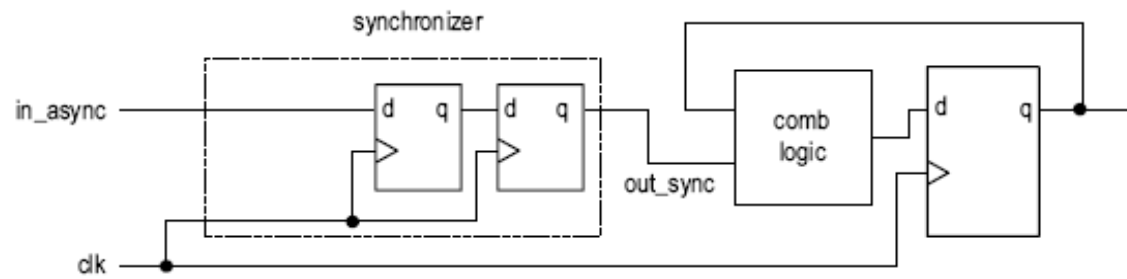 synchronizer
in_async
d q
d q
out_sync
comb
logic
d q
clk